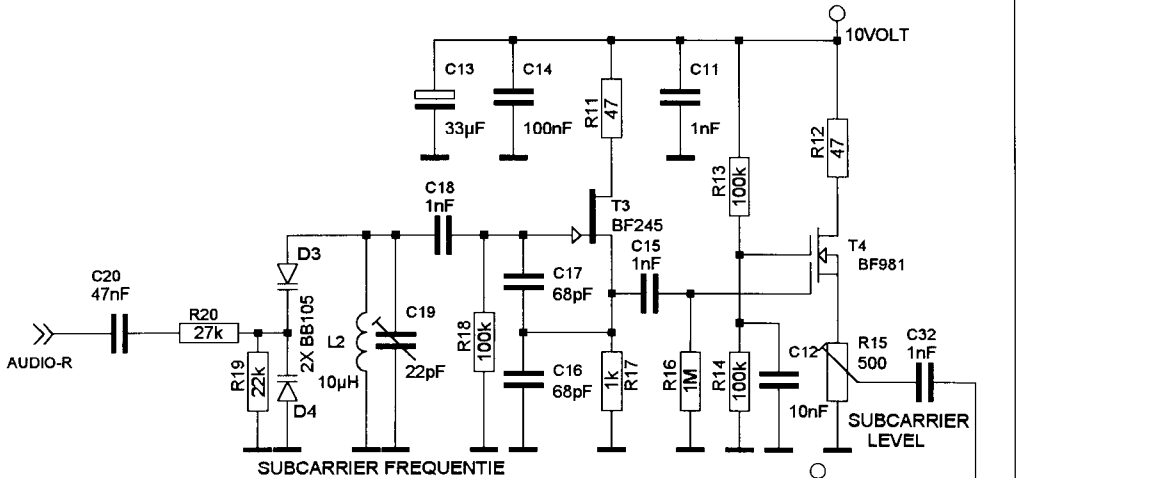 10VOLT
C13
33µF
C14
100nF
R11
47
C11
1nF
R12
47
R13
100k
C18
1nF
T3
BF245
C15
1nF
T4
BF981
D3
C20
47nF
R20
27k
AUDIO-R
2X BB105
R19
22k
D4
L2
10µH
C19
22pF
R18
100k
C17
68pF
C16
68pF
1k
R17
R16
1M
R14
100k
C12
10nF
R15
500
C32
1nF
SUBCARRIER
LEVEL
SUBCARRIER FREQUENTIE